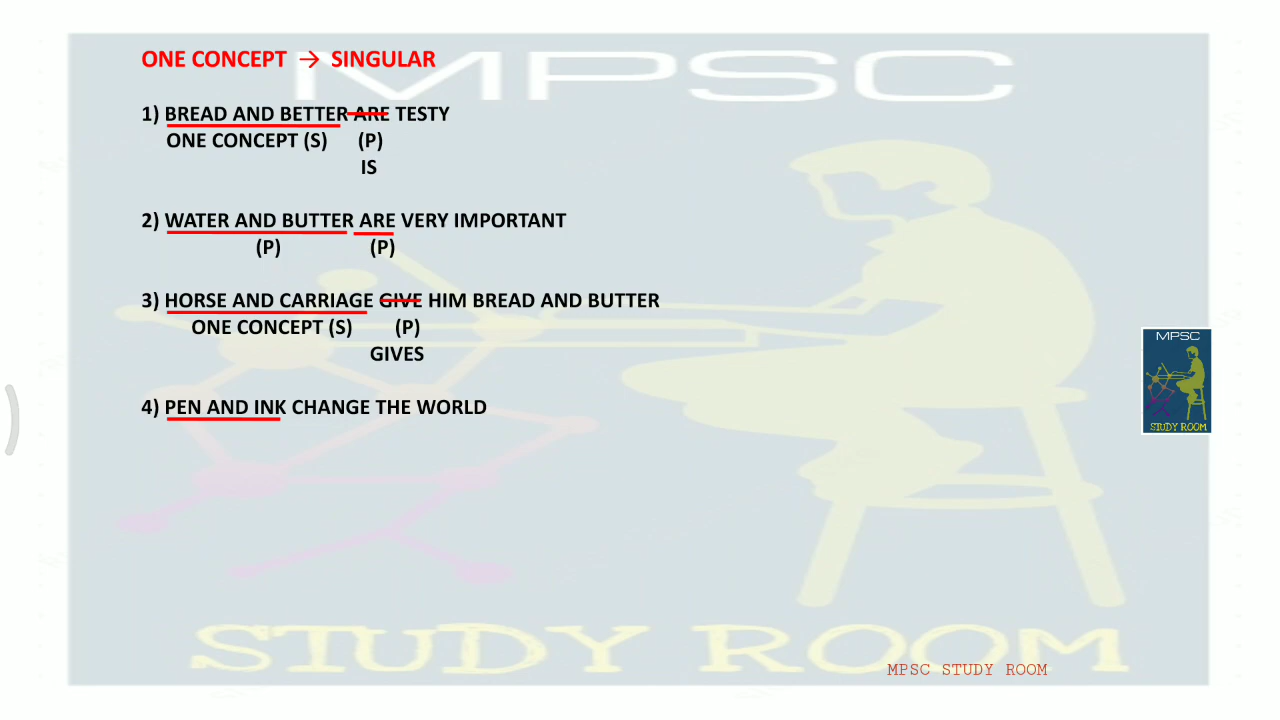 MPSC
ONE CONCEPT → SINGULAR
1) BREAD AND BETTER ARE TESTY
ONE CONCEPT (S) (P)
IS
2) WATER AND BUTTER ARE VERY IMPORTANT
(P) (P)
3) HORSE AND CARRIAGE GIVE HIM BREAD AND BUTTER
ONE CONCEPT (S) (P)
GIVES
4) PEN AND INK CHANGE THE WORLD
MPSC
STUDY ROOM
STUDY ROOM
MPSC STUDY ROOM